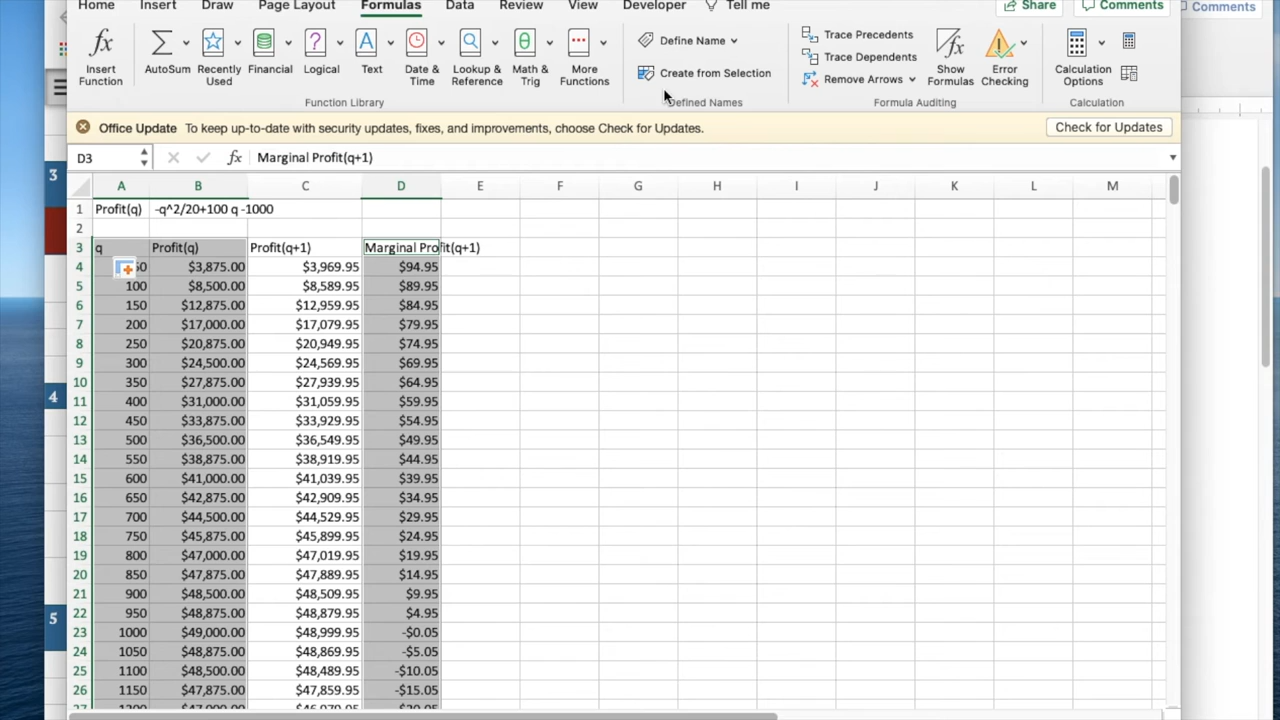 Home Insert Draw Page Layout Formulas Data Review View Developer Tell me Share Comments Comments
Insert Function AutoSum Recently Used Financial Logical Text Date & Time Lookup & Reference Math & Trig More Functions Define Name Create from Selection Trace Precedents Trace Dependents Remove Arrows Show Formulas Error Checking Calculation Options
Function Library Defined Names Formula Auditing Calculation
Office Update To keep up-to-date with security updates, fixes, and improvements, choose Check for Updates. Check for Updates
D3 fx Marginal Profit(q+1)
A B C D E F G H I J K L M
1 Profit(q) -q^2/20+100 q -1000
2
3 q Profit(q) Profit(q+1) Marginal Profit(q+1)
4 $3,875.00 $3,969.95 $94.95
5 100 $8,500.00 $8,589.95 $89.95
6 150 $12,875.00 $12,959.95 $84.95
7 200 $17,000.00 $17,079.95 $79.95
8 250 $20,875.00 $20,949.95 $74.95
9 300 $24,500.00 $24,569.95 $69.95
10 350 $27,875.00 $27,939.95 $64.95
11 400 $31,000.00 $31,059.95 $59.95
12 450 $33,875.00 $33,929.95 $54.95
13 500 $36,500.00 $36,549.95 $49.95
14 550 $38,875.00 $38,919.95 $44.95
15 600 $41,000.00 $41,039.95 $39.95
16 650 $42,875.00 $42,909.95 $34.95
17 700 $44,500.00 $44,529.95 $29.95
18 750 $45,875.00 $45,899.95 $24.95
19 800 $47,000.00 $47,019.95 $19.95
20 850 $47,875.00 $47,889.95 $14.95
21 900 $48,500.00 $48,509.95 $9.95
22 950 $48,875.00 $48,879.95 $4.95
23 1000 $49,000.00 $48,999.95 -$0.05
24 1050 $48,875.00 $48,869.95 -$5.05
25 1100 $48,500.00 $48,489.95 -$10.05
26 1150 $47,875.00 $47,859.95 -$15.05
3
4
5